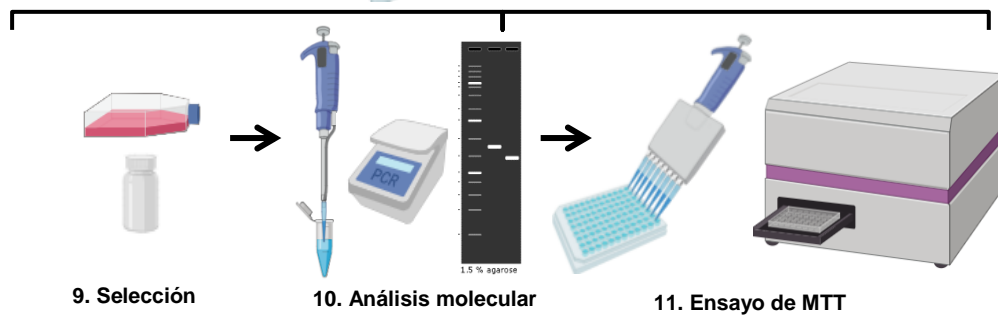 PCR
1.5 % agarose
9. Selección
10. Análisis molecular
11. Ensayo de MTT